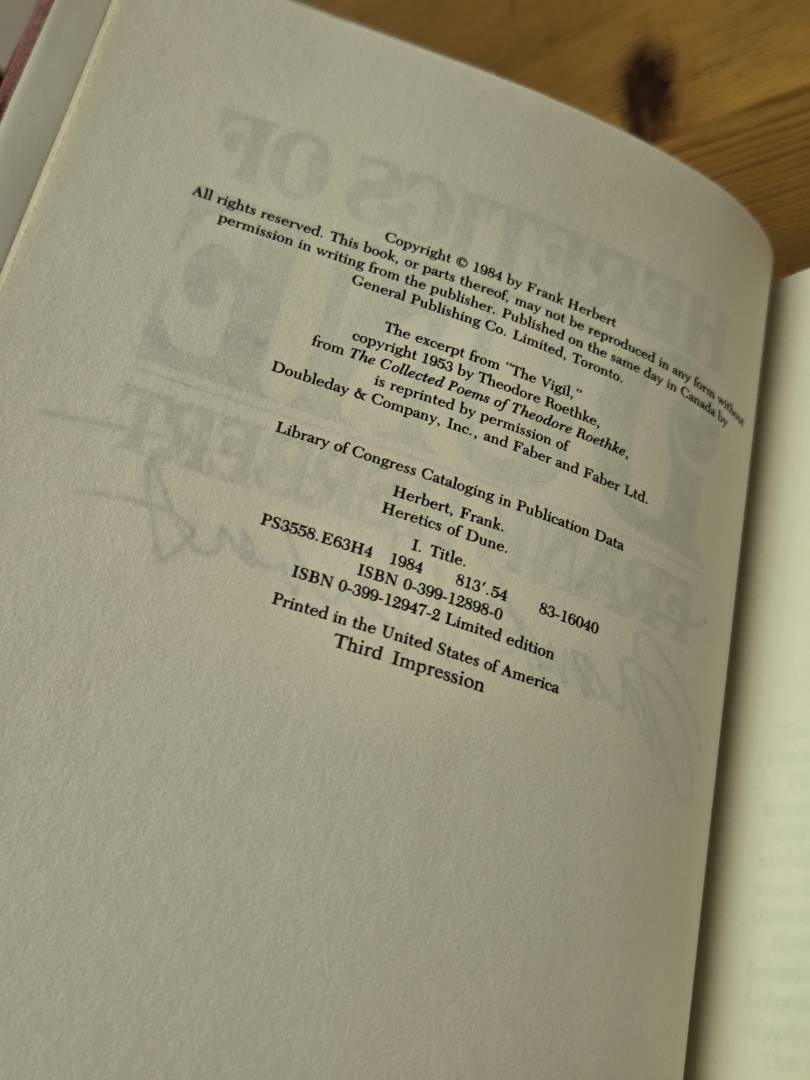 Copyright © 1984 by Frank Herbert
All rights reserved. This book, or parts thereof, may not be reproduced in any form without
permission in writing from the publisher. Published on the same day in Canada by
General Publishing Co. Limited, Toronto.
The excerpt from "The Vigil,"
copyright 1953 by Theodore Roethke,
from The Collected Poems of Theodore Roethke,
is reprinted by permission of
Doubleday & Company, Inc., and Faber and Faber Ltd.
Library of Congress Cataloging in Publication Data
Herbert, Frank.
Heretics of Dune.
I. Title.
PS3558.E63H4 1984 813'.54 83-16040
ISBN 0-399-12898-0
ISBN 0-399-12947-2 Limited edition
Printed in the United States of America
Third Impression